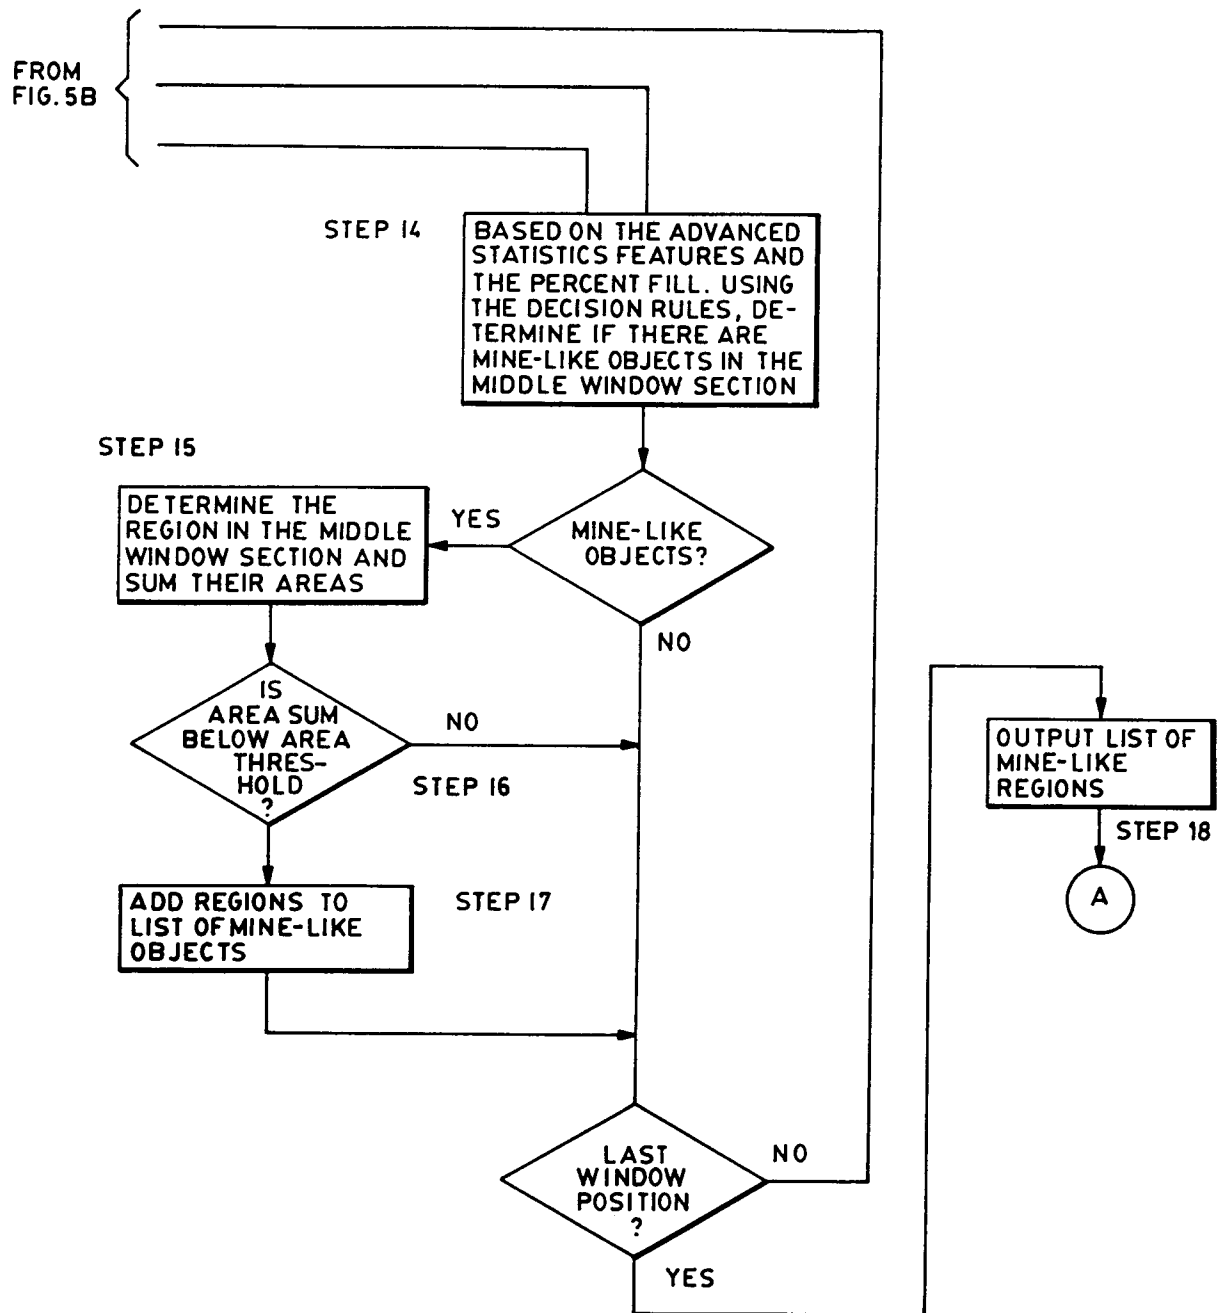 FROM
FIG. 5B
STEP 14
BASED ON THE ADVANCED
STATISTICS FEATURES AND
THE PERCENT FILL. USING
THE DECISION RULES, DE-
TERMINE IF THERE ARE
MINE-LIKE OBJECTS IN THE
MIDDLE WINDOW SECTION
STEP 15
DETERMINE THE
REGION IN THE MIDDLE
WINDOW SECTION AND
SUM THEIR AREAS
YES
MINE-LIKE
OBJECTS?
NO
IS
AREA SUM
BELOW AREA
THRES-
HOLD
?
NO
STEP 16
ADD REGIONS TO
LIST OF MINE-LIKE
OBJECTS
STEP 17
LAST
WINDOW
POSITION
?
NO
YES
OUTPUT LIST OF
MINE-LIKE
REGIONS
STEP 18
A